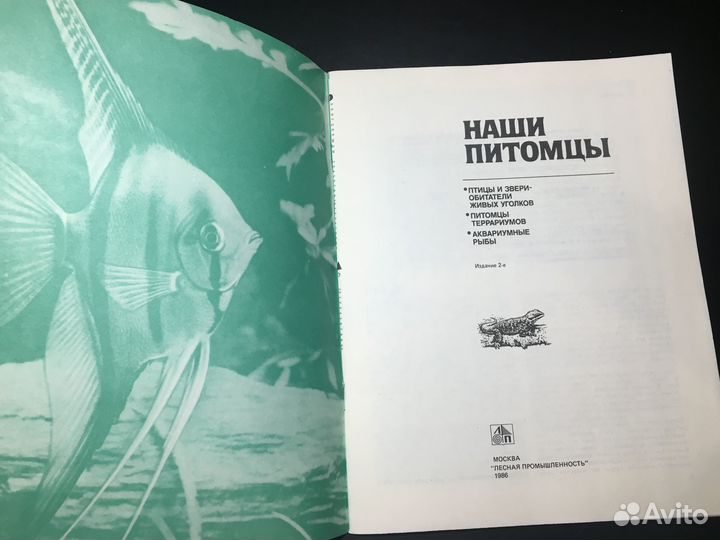 НАШИ
ПИТОМЦЫ
•ПТИЦЫ И ЗВЕРИ-
ОБИТАТЕЛИ
ЖИВЫХ УГОЛКОВ
•ПИТОМЦЫ
ТЕРРАРИУМОВ
•АКВАРИУМНЫЕ
РЫБЫ
Издание 2-е
ЛП
МОСКВА
"ЛЕСНАЯ ПРОМЫШЛЕННОСТЬ"
1986
Avito